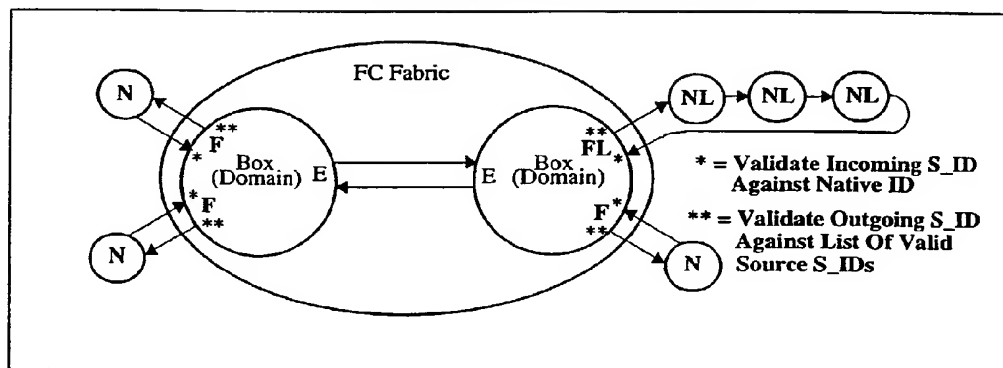 FC Fabric
N
NL
NL
NL
**
F
*
Box
(Domain)
E
*
F
**
N
**
FL
*
Box
(Domain)
E
F
*
**
N
* = Validate Incoming S_ID
Against Native ID
** = Validate Outgoing S_ID
Against List Of Valid
Source S_IDs